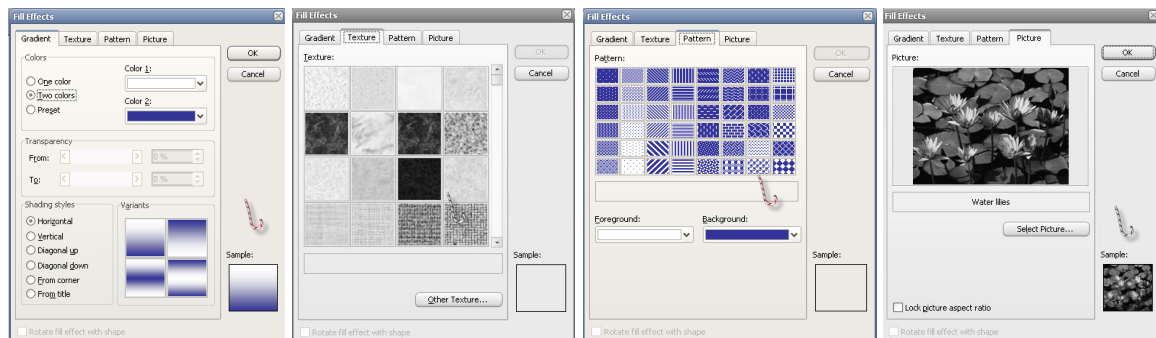 Fill Effects
Gradient Texture Pattern Picture
Colors
One color
Two colors
Preset
Color 1:
Color 2:
OK
Cancel
Transparency
From: 0 %
To: 0 %
Shading styles
Horizontal
Vertical
Diagonal up
Diagonal down
From corner
From title
Variants
Sample:
Rotate fill effect with shape
Fill Effects
Gradient Texture Pattern Picture
Texture:
OK
Cancel
Sample:
Other Texture...
Rotate fill effect with shape
Fill Effects
Gradient Texture Pattern Picture
Pattern:
OK
Cancel
Foreground: Background:
Sample:
Rotate fill effect with shape
Fill Effects
Gradient Texture Pattern Picture
Picture:
OK
Cancel
Water lilies
Select Picture...
Sample:
Lock picture aspect ratio
Rotate fill effect with shape